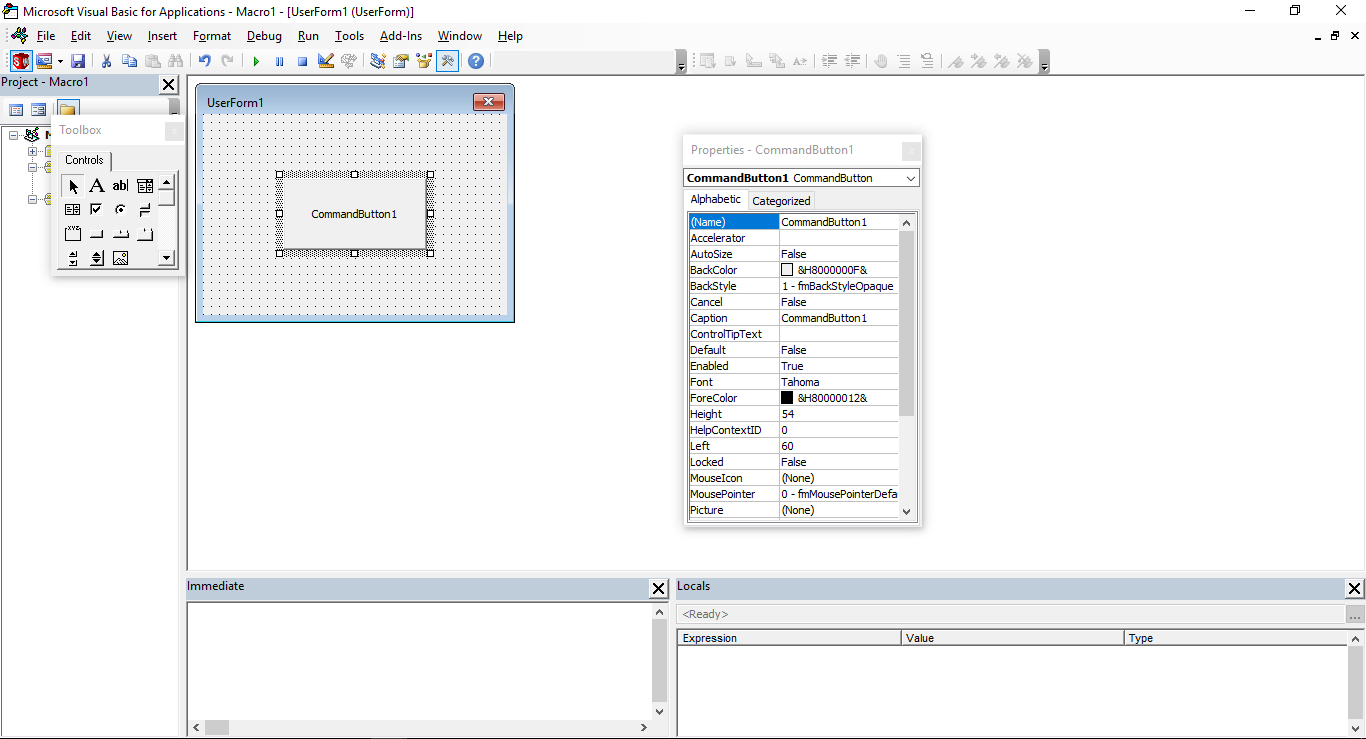 Microsoft Visual Basic for Applications - Macro1 - [UserForm1 (UserForm)]
File Edit View Insert Format Debug Run Tools Add-Ins Window Help
Project - Macro1
Toolbox
Controls
A abl
XYZ
UserForm1
CommandButton1
Properties - CommandButton1
CommandButton1 CommandButton
Alphabetic Categorized
(Name) CommandButton1
Accelerator
AutoSize False
BackColor &H8000000F&
BackStyle 1 - fmBackStyleOpaque
Cancel False
Caption CommandButton1
ControlTipText
Default False
Enabled True
Font Tahoma
ForeColor &H80000012&
Height 54
HelpContextID 0
Left 60
Locked False
MouseIcon (None)
MousePointer 0 - fmMousePointerDefa
Picture (None)
Immediate
Locals
<Ready>
...
Expression Value Type